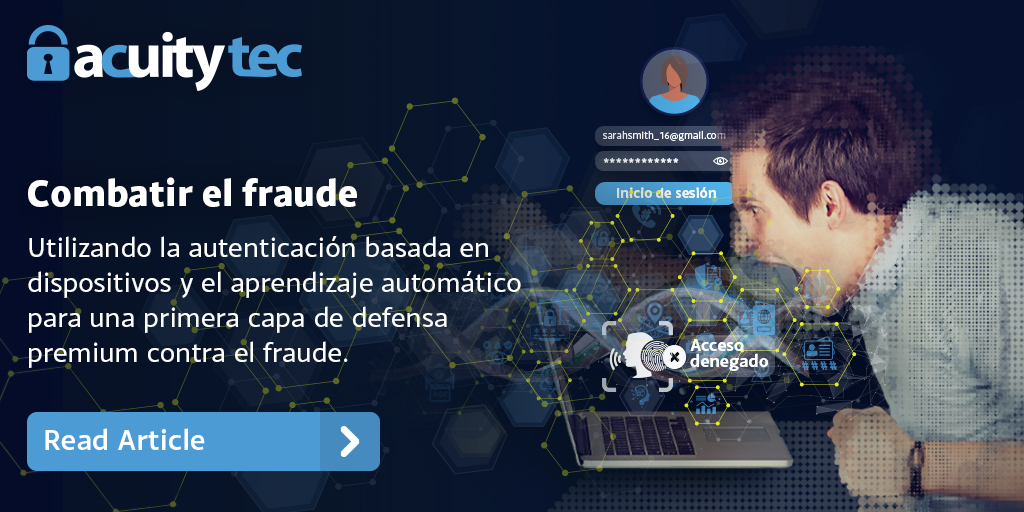 acuitytec
sarahsmith_16@gmail.com
************
Inicio de sesión
Combatir el fraude
Utilizando la autenticación basada en
dispositivos y el aprendizaje automático
para una primera capa de defensa
premium contra el fraude.
Acceso
denegado
####
Read Article